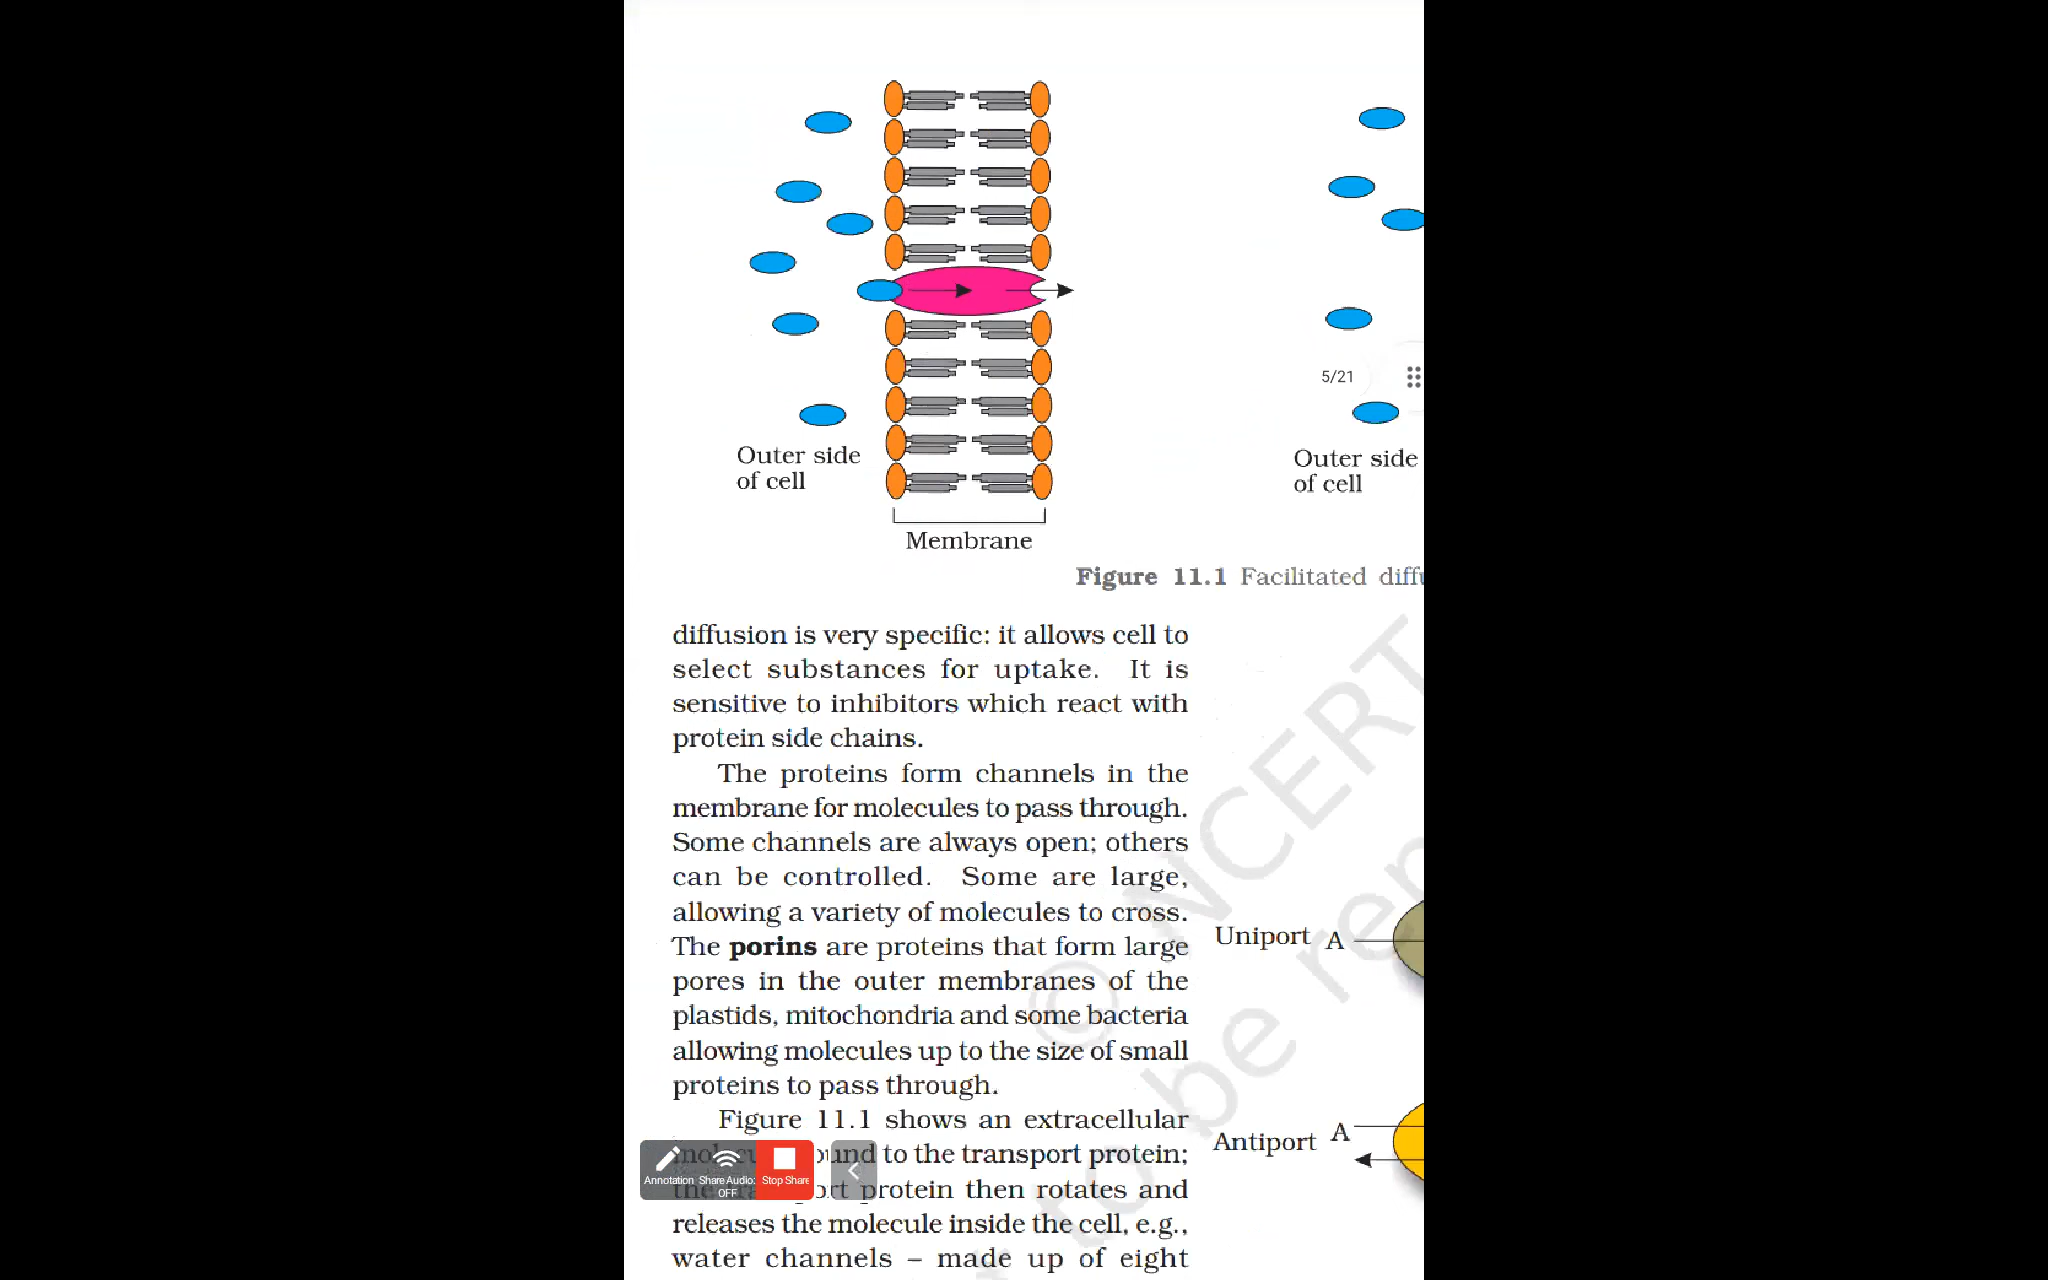 5/21
Outer side
of cell
Outer side
of cell
Membrane
Figure 11.1 Facilitated
diffusion is very specific: it allows cell to
select substances for uptake. It is
sensitive to inhibitors which react with
protein side chains.
The proteins form channels in the
membrane for molecules to pass through.
Some channels are always open; others
can be controlled. Some are large,
allowing a variety of molecules to cross.
The porins are proteins that form large
pores in the outer membranes of the
plastids, mitochondria and some bacteria
allowing molecules up to the size of small
proteins to pass through.
Figure 11.1 shows an extracellular
to the transport protein;
protein then rotates and
releases the molecule inside the cell, e.g.,
water channels – made up of eight
Uniport A
Antiport A
© NCERT
to be
Annotation
Share Audio:
OFF
Stop Share